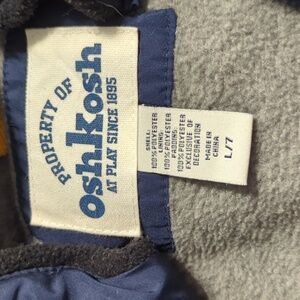 PROPERTY OF
oshkosh
AT PLAY SINCE 1895
SHELL:
100% POLYESTER
LINING:
100% POLYESTER
PADDING:
100% POLYESTER
EXCLUSIVE OF
DECORATION
MADE IN
CHINA
L/7